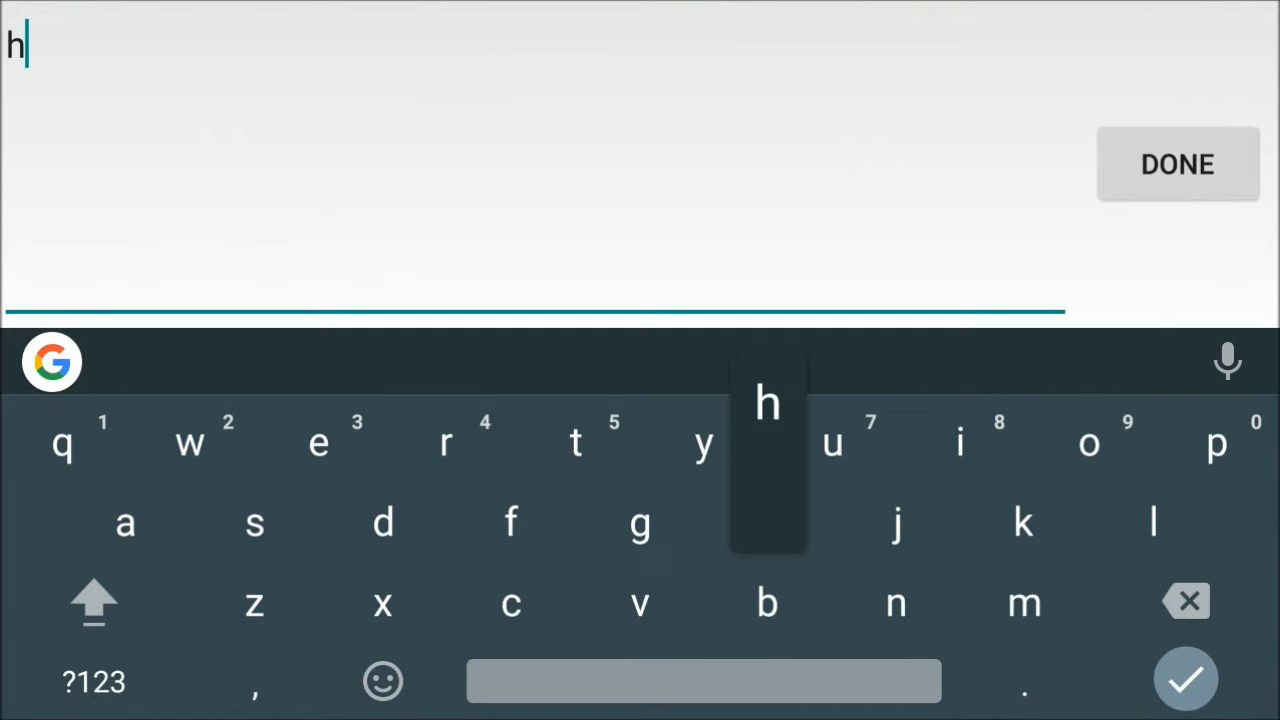 h
DONE
h
q 1 w 2 e 3 r 4 t 5 y u 7 i 8 o 9 p 0
a s d f g j k l
z x c v b n m
?123 , .